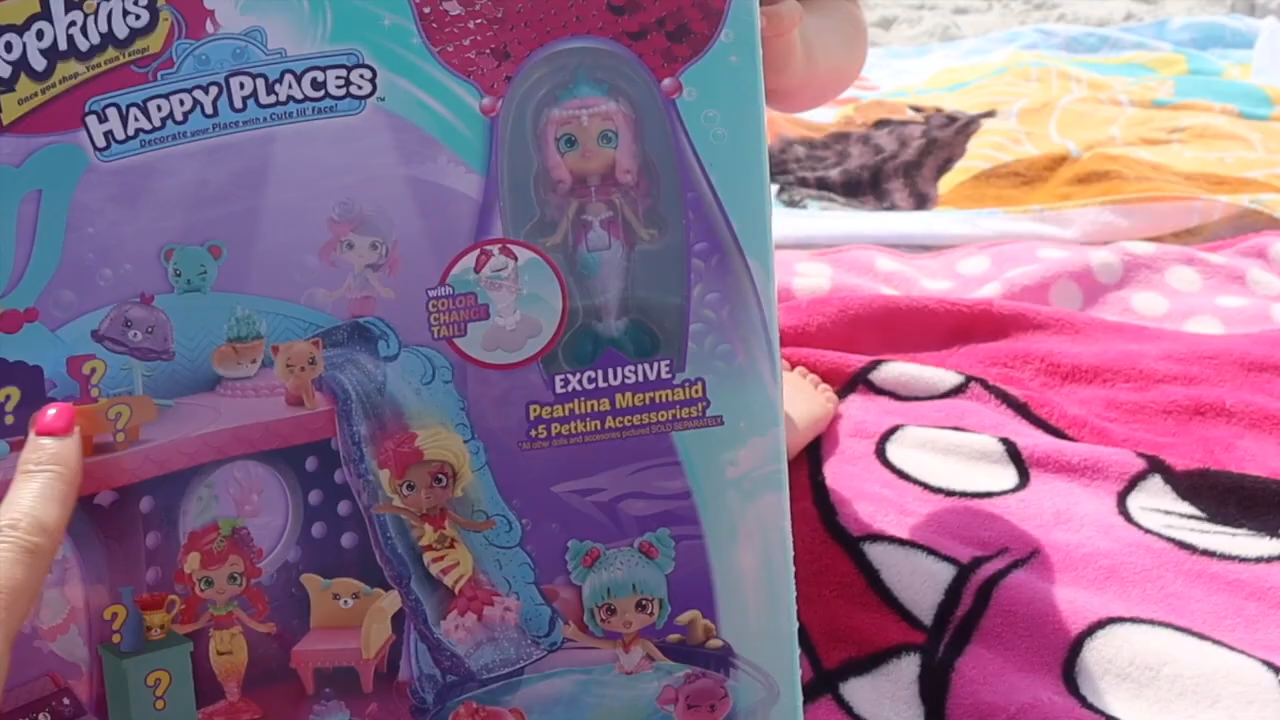 opkins
Once you shop...You can't stop!
HAPPY PLACES™
Decorate your Place with a Cute lil' Face!
with
COLOR
CHANGE
TAIL!
EXCLUSIVE
Pearlina Mermaid
+5 Petkin Accessories!*
*All other dolls and accessories pictured SOLD SEPARATELY.
?
?
?
?
?